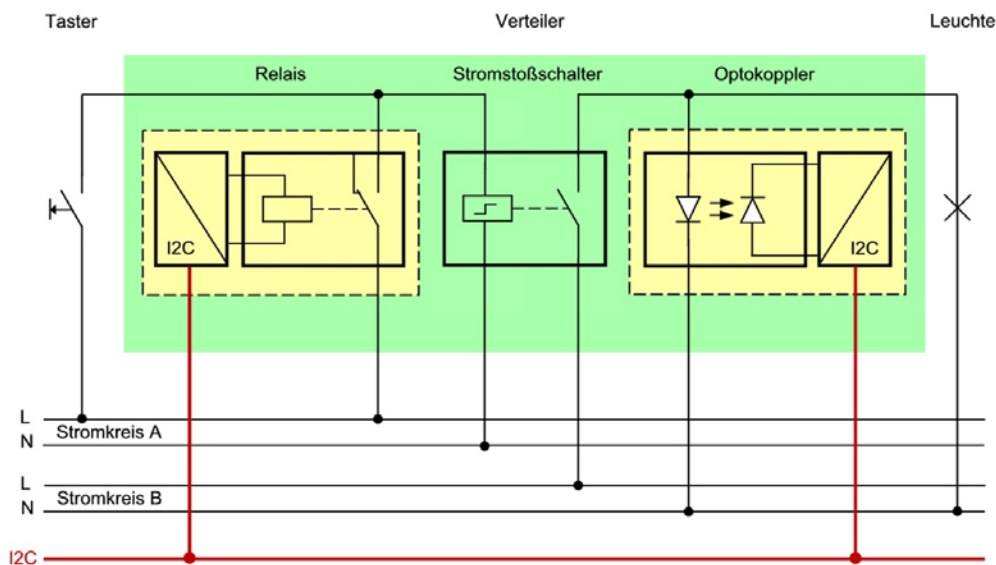 Taster
Verteiler
Leuchte
Relais
Stromstoßschalter
Optokoppler
I2C
I2C
L
Stromkreis A
N
L
Stromkreis B
N
I2C